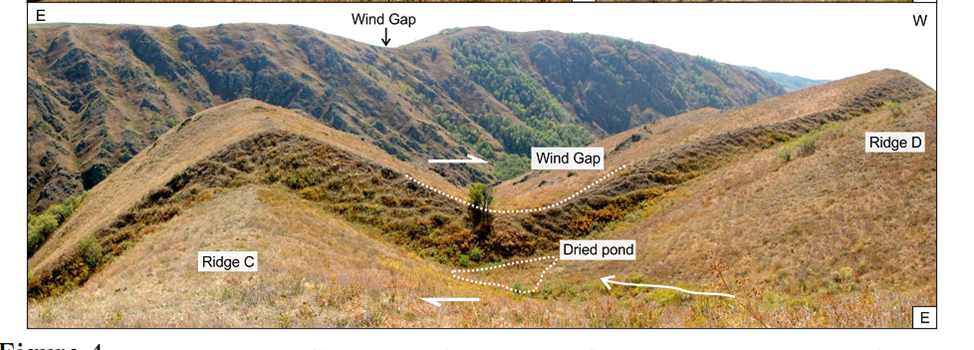 E
Wind Gap
W
Wind Gap
Ridge D
Dried pond
Ridge C
E
Figure 4